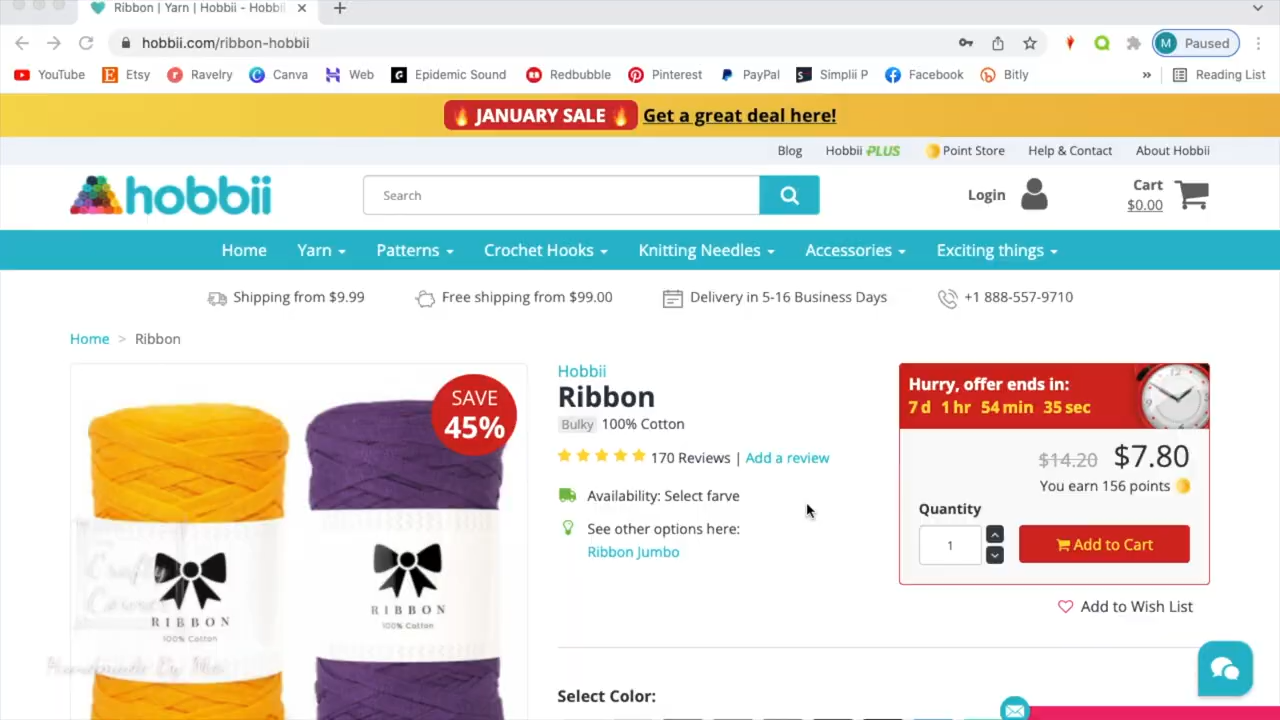 Ribbon | Yarn | Hobbii - Hobbii
hobbii.com/ribbon-hobbii
M Paused
YouTube Etsy Ravelry Canva Web Epidemic Sound Redbubble Pinterest PayPal Simplii P Facebook Bitly » Reading List
JANUARY SALE Get a great deal here!
Blog Hobbii PLUS Point Store Help & Contact About Hobbii
hobbii
Search
Login
Cart
$0.00
Home Yarn Patterns Crochet Hooks Knitting Needles Accessories Exciting things
Shipping from $9.99 Free shipping from $99.00 Delivery in 5-16 Business Days +1 888-557-9710
Home > Ribbon
SAVE
45%
RIBBON
100% Cotton
RIBBON
100% Cotton
Crafty
Corner
Hobbii
Ribbon
Bulky 100% Cotton
170 Reviews | Add a review
Availability: Select farve
See other options here:
Ribbon Jumbo
Hurry, offer ends in:
7 d 1 hr 54 min 35 sec
$14.20 $7.80
You earn 156 points
Quantity
1
Add to Cart
Add to Wish List
Select Color: